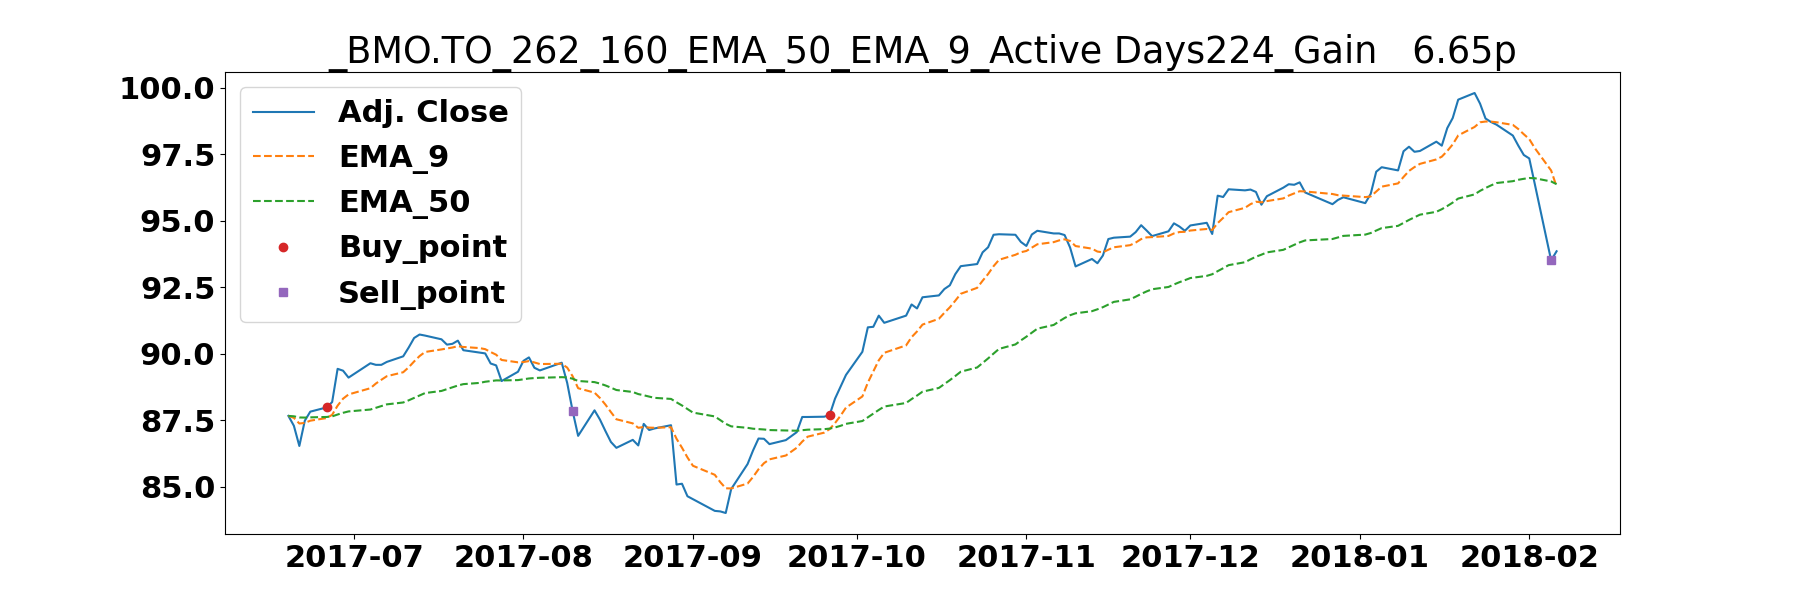 _BMO.TO_262_160_EMA_50_EMA_9_Active Days224_Gain   6.65p
100.0
97.5
95.0
92.5
90.0
87.5
85.0
Adj. Close
EMA_9
EMA_50
Buy_point
Sell_point
2017-07 2017-08 2017-09 2017-10 2017-11 2017-12 2018-01 2018-02